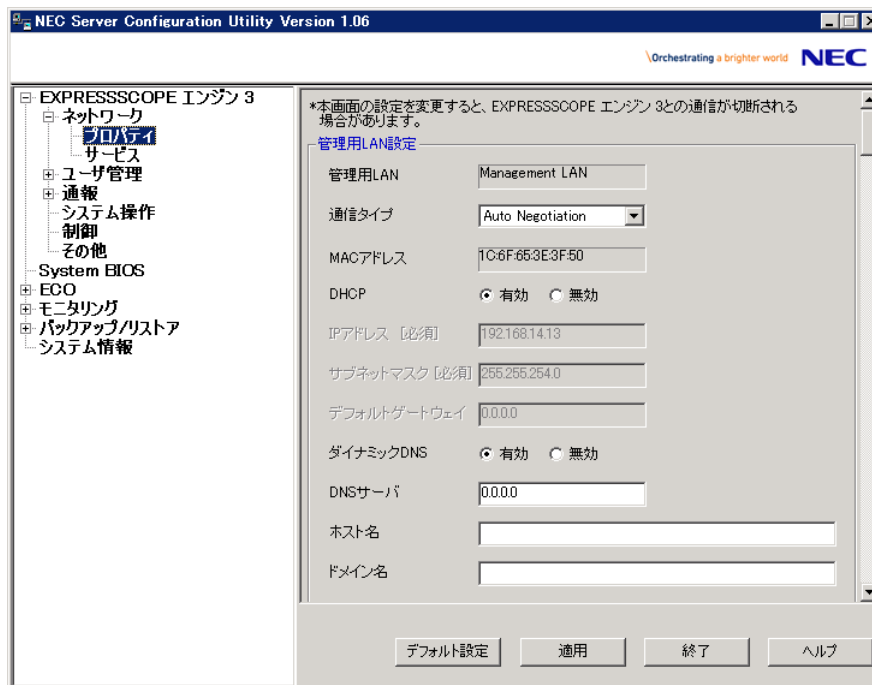 NEC Server Configuration Utility Version 1.06
\Orchestrating a brighter world NEC
EXPRESSSCOPE エンジン 3
ネットワーク
プロパティ
サービス
ユーザ管理
通報
システム操作
制御
その他
System BIOS
ECO
モニタリング
バックアップ/リストア
システム情報
*本画面の設定を変更すると、EXPRESSSCOPE エンジン 3との通信が切断される
場合があります。
管理用LAN設定
管理用LAN Management LAN
通信タイプ Auto Negotiation
MACアドレス 1C:6F:65:3E:3F:50
DHCP 有効 無効
IPアドレス [必須] 192.168.14.13
サブネットマスク [必須] 255.255.254.0
デフォルトゲートウェイ 0.0.0.0
ダイナミックDNS 有効 無効
DNSサーバ 0.0.0.0
ホスト名
ドメイン名
デフォルト設定 適用 終了 ヘルプ